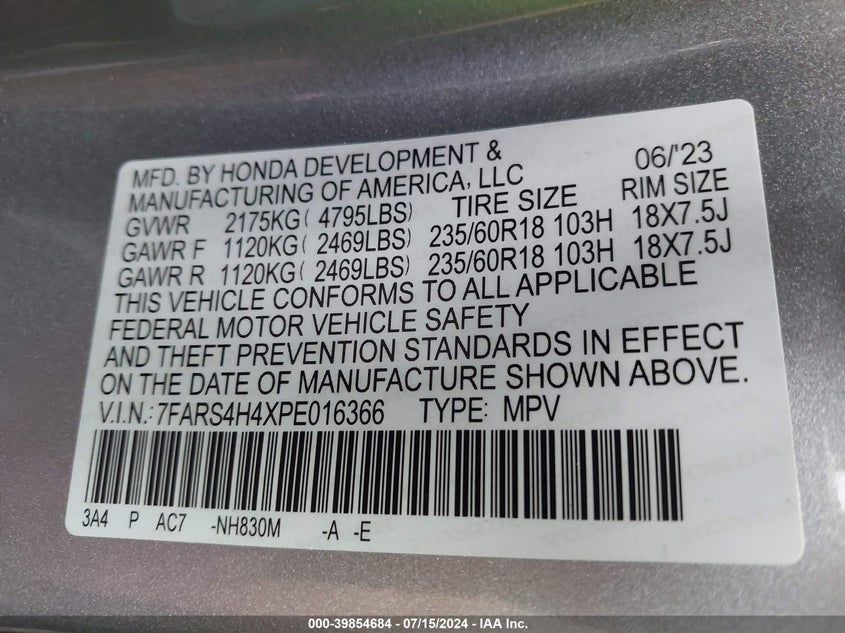 MFD. BY HONDA DEVELOPMENT & 06/'23
MANUFACTURING OF AMERICA, LLC
TIRE SIZE RIM SIZE
GVWR 2175KG( 4795LBS)
GAWR F 1120KG( 2469LBS) 235/60R18 103H 18X7.5J
GAWR R 1120KG( 2469LBS) 235/60R18 103H 18X7.5J
THIS VEHICLE CONFORMS TO ALL APPLICABLE
FEDERAL MOTOR VEHICLE SAFETY
AND THEFT PREVENTION STANDARDS IN EFFECT
ON THE DATE OF MANUFACTURE SHOWN ABOVE.
V.I.N.: 7FARS4H4XPE016366 TYPE: MPV
3A4 P AC7 -NH830M -A -E
000-39854684 - 07/15/2024 - IAA Inc.